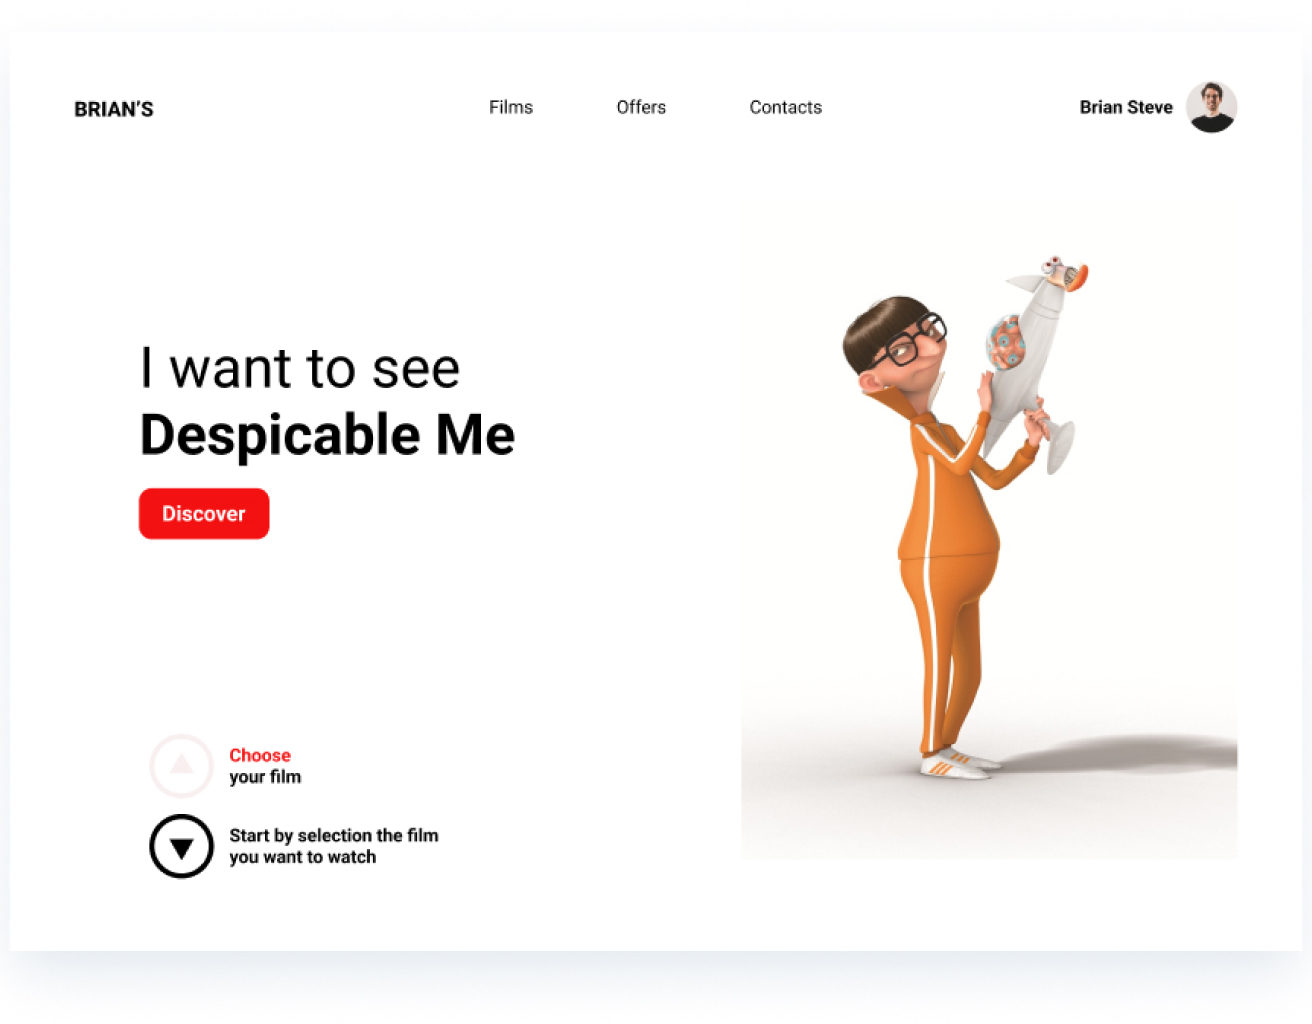 BRIAN'S
Films
Offers
Contacts
Brian Steve
I want to see
Despicable Me
Discover
Choose
your film
Start by selection the film
you want to watch